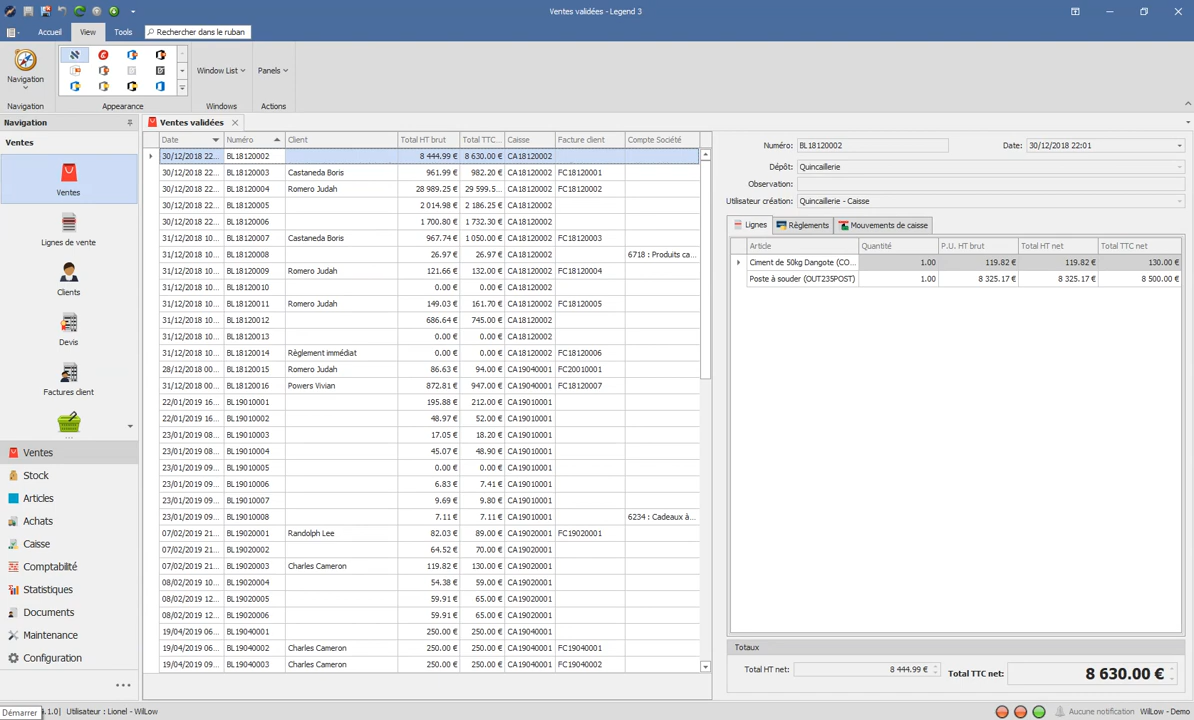 Ventes validées - Legend 3
Accueil View Tools Rechercher dans le ruban
Navigation Window List Panels
Navigation Appearance Windows Actions
Navigation
Ventes
Ventes
Lignes de vente
Clients
Devis
Factures client
Ventes
Stock
Articles
Achats
Caisse
Comptabilité
Statistiques
Documents
Maintenance
Configuration
Ventes validées
Date Numéro Client Total HT brut Total TTC... Caisse Facture client Compte Société
30/12/2018 22... BL18120002 8 444.99 € 8 630.00 € CA18120002
30/12/2018 22... BL18120003 Castaneda Boris 961.99 € 982.20 € CA18120002 FC18120001
30/12/2018 22... BL18120004 Romero Judah 28 989.25 € 29 599.5... CA18120002 FC18120002
30/12/2018 22... BL18120005 2 014.98 € 2 186.25 € CA18120002
30/12/2018 22... BL18120006 1 700.80 € 1 732.30 € CA18120002
31/12/2018 10... BL18120007 Castaneda Boris 967.74 € 1 050.00 € CA18120002 FC18120003
31/12/2018 10... BL18120008 26.97 € 26.97 € CA18120002 6718 : Produits ca...
31/12/2018 10... BL18120009 Romero Judah 121.66 € 132.00 € CA18120002 FC18120004
31/12/2018 10... BL18120010 0.00 € 0.00 € CA18120002
31/12/2018 10... BL18120011 Romero Judah 149.03 € 161.70 € CA18120002 FC18120005
31/12/2018 10... BL18120012 686.64 € 745.00 € CA18120002
31/12/2018 10... BL18120013 0.00 € 0.00 € CA18120002
31/12/2018 10... BL18120014 Règlement immédiat 0.00 € 0.00 € CA18120002 FC18120006
28/12/2018 00... BL18120015 Romero Judah 86.63 € 94.00 € CA19040001 FC20010001
31/12/2018 00... BL18120016 Powers Vivian 872.81 € 947.00 € CA19040001 FC18120007
22/01/2019 16... BL19010001 195.88 € 212.00 € CA19010001
22/01/2019 16... BL19010002 48.97 € 52.00 € CA19010001
23/01/2019 08... BL19010003 17.05 € 18.20 € CA19010001
23/01/2019 08... BL19010004 45.07 € 48.90 € CA19010001
23/01/2019 09... BL19010005 0.00 € 0.00 € CA19010001
23/01/2019 09... BL19010006 6.83 € 7.41 € CA19010001
23/01/2019 09... BL19010007 9.69 € 9.80 € CA19010001
23/01/2019 09... BL19010008 7.11 € 7.11 € CA19010001 6234 : Cadeaux à...
07/02/2019 21... BL19020001 Randolph Lee 82.03 € 89.00 € CA19020001 FC19020001
07/02/2019 21... BL19020002 64.52 € 70.00 € CA19020001
07/02/2019 21... BL19020003 Charles Cameron 119.82 € 130.00 € CA19020001
08/02/2019 10... BL19020004 54.38 € 59.00 € CA19020001
08/02/2019 12... BL19020005 59.91 € 65.00 € CA19020001
08/02/2019 12... BL19020006 59.91 € 65.00 € CA19020001
19/04/2019 06... BL19040001 250.00 € 250.00 € CA19040001
19/04/2019 06... BL19040002 Charles Cameron 250.00 € 250.00 € CA19040001 FC19040001
19/04/2019 09... BL19040003 Charles Cameron 250.00 € 250.00 € CA19040001 FC19040002
Numéro: BL18120002 Date: 30/12/2018 22:01
Dépôt: Quincaillerie
Observation:
Utilisateur création: Quincaillerie - Caisse
Lignes Réglements Mouvements de caisse
Article Quantité P.U. HT brut Total HT net Total TTC net
Ciment de 50kg Dangote (CO... 1.00 119.82 € 119.82 € 130.00 €
Poste à souder (OUT235POST) 1.00 8 325.17 € 8 325.17 € 8 500.00 €
Totaux
Total HT net: 8 444.99 € Total TTC net: 8 630.00 €
Démarrer .1.0] Utilisateur : Lionel - WilLow Aucune notification WilLow - Demo